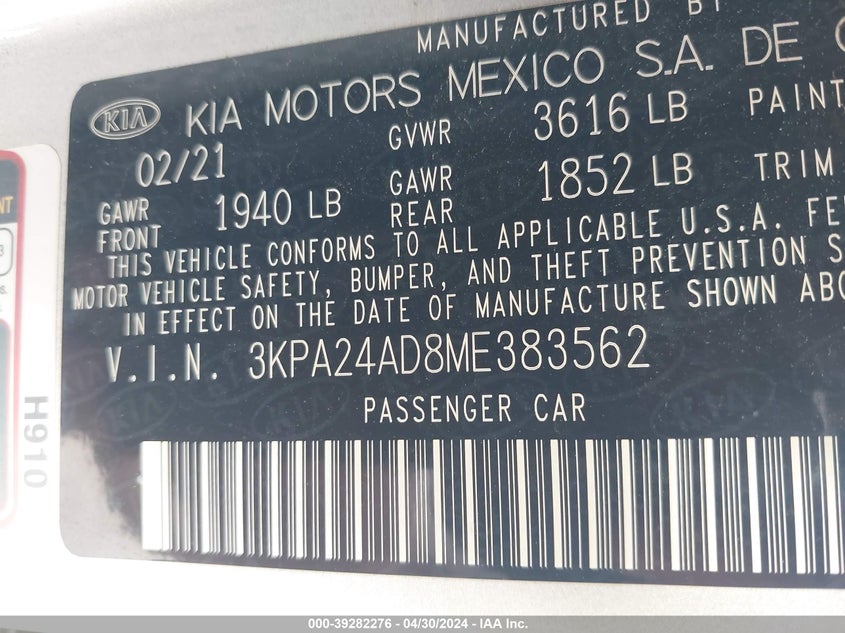 MANUFACTURED BY
KIA KIA MOTORS MEXICO S.A. DE
02/21 GVWR 3616 LB PAINT
GAWR FRONT 1940 LB GAWR REAR 1852 LB TRIM
THIS VEHICLE CONFORMS TO ALL APPLICABLE U.S.A. FE
MOTOR VEHICLE SAFETY, BUMPER, AND THEFT PREVENTION S
IN EFFECT ON THE DATE OF MANUFACTURE SHOWN ABO
V.I.N. 3KPA24AD8ME383562
PASSENGER CAR
H910
000-39282276 - 04/30/2024 - IAA Inc.